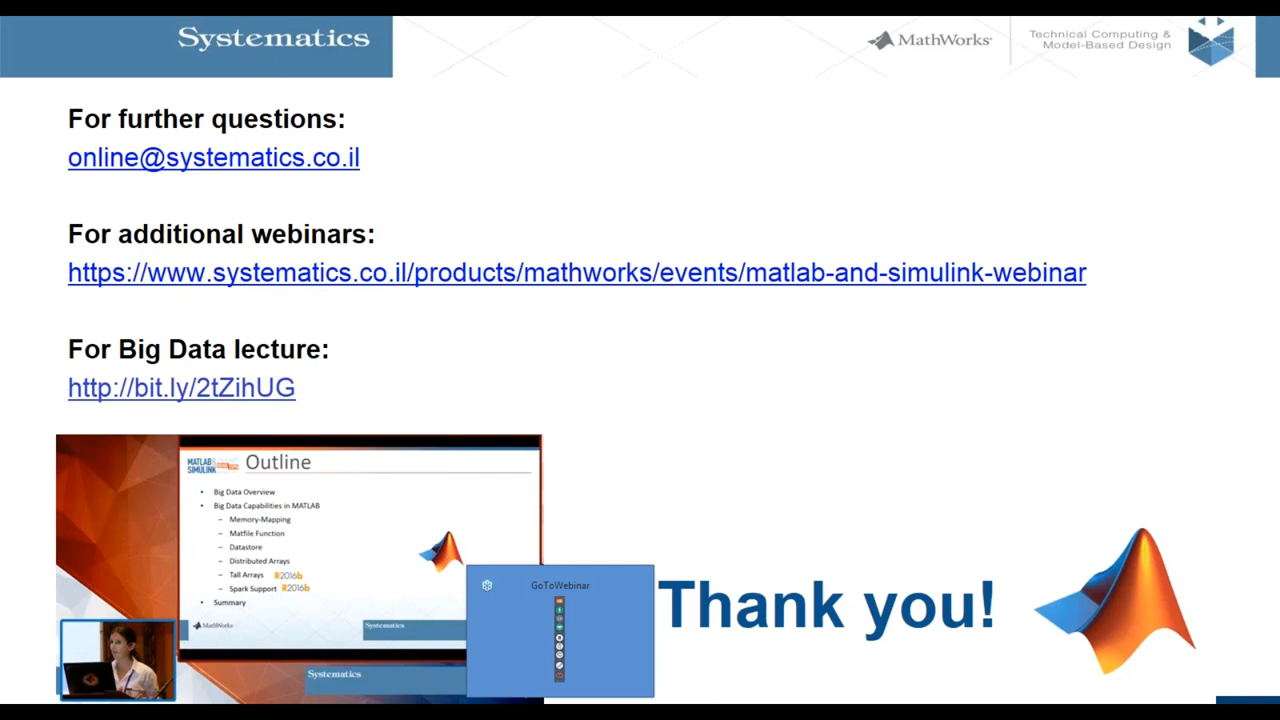 Systematics
MathWorks
Technical Computing &
Model-Based Design
For further questions:
online@systematics.co.il
For additional webinars:
https://www.systematics.co.il/products/mathworks/events/matlab-and-simulink-webinar
For Big Data lecture:
http://bit.ly/2tZihUG
MATLAB
SIMULINK
Outline
• Big Data Overview
• Big Data Capabilities in MATLAB
– Memory-Mapping
– Matfile Function
– Datastore
– Distributed Arrays
– Tall Arrays R2016b
– Spark Support R2016b
• Summary
MathWorks
Systematics
Systematics
GoToWebinar
Thank you!